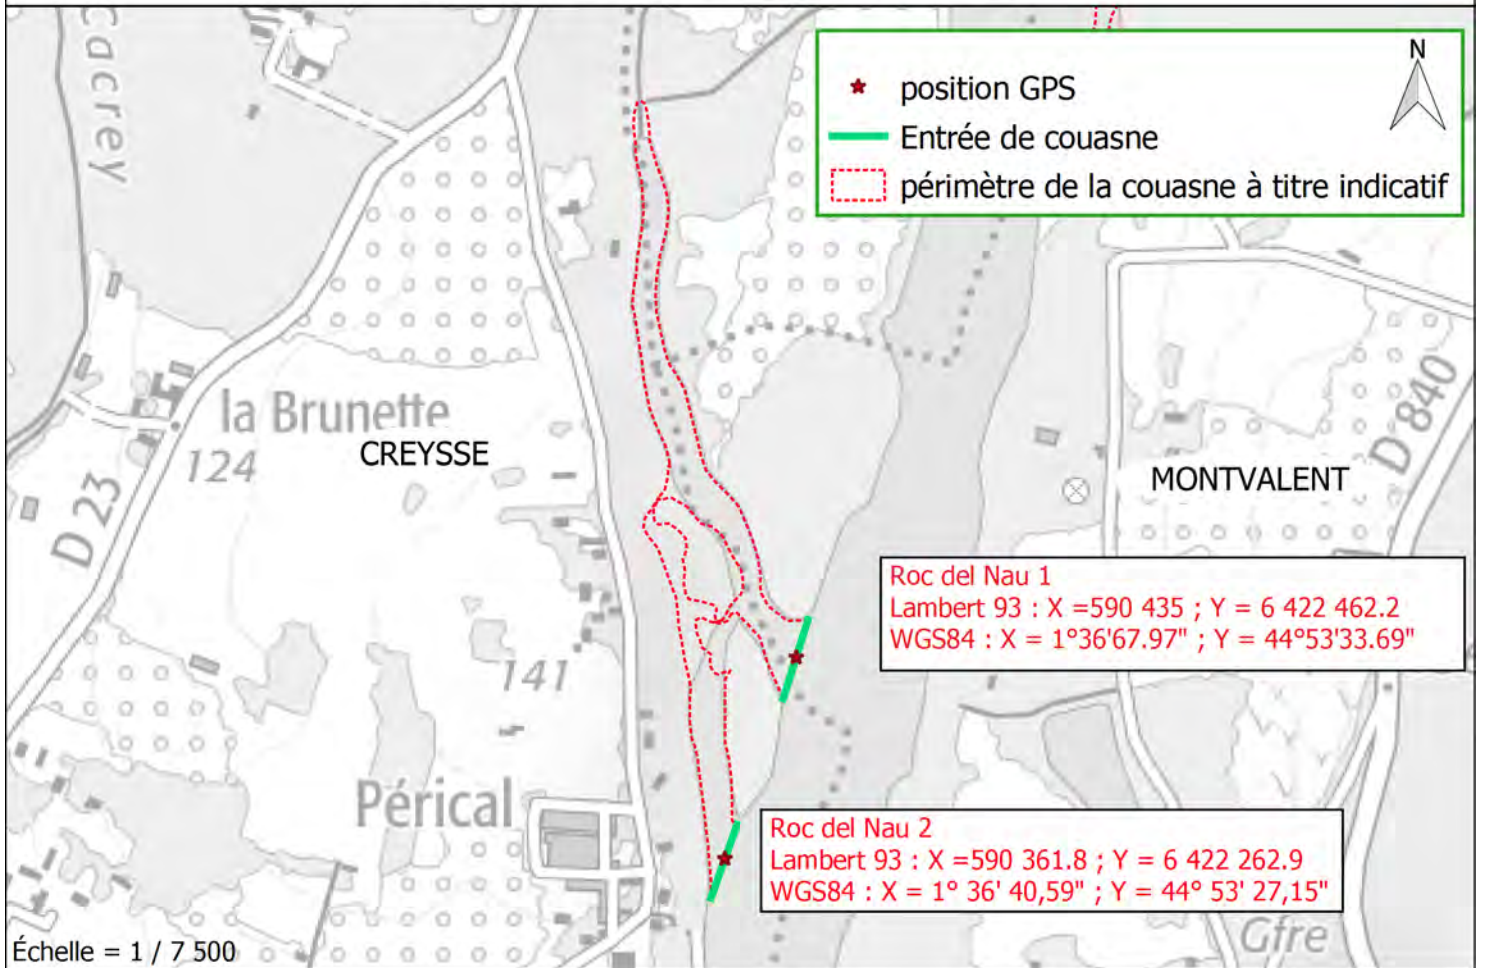 Cacrey
N
position GPS
Entrée de couasne
périmètre de la couasne à titre indicatif
la Brunette
CREYSSE
124
D 23
D 840
MONTVALENT
Roc del Nau 1
Lambert 93 : X =590 435 ; Y = 6 422 462.2
WGS84 : X = 1°36'67.97" ; Y = 44°53'33.69"
141
Péricai
Roc del Nau 2
Lambert 93 : X =590 361.8 ; Y = 6 422 262.9
WGS84 : X = 1° 36' 40,59" ; Y = 44° 53' 27,15"
Gfre
Échelle = 1 / 7 500